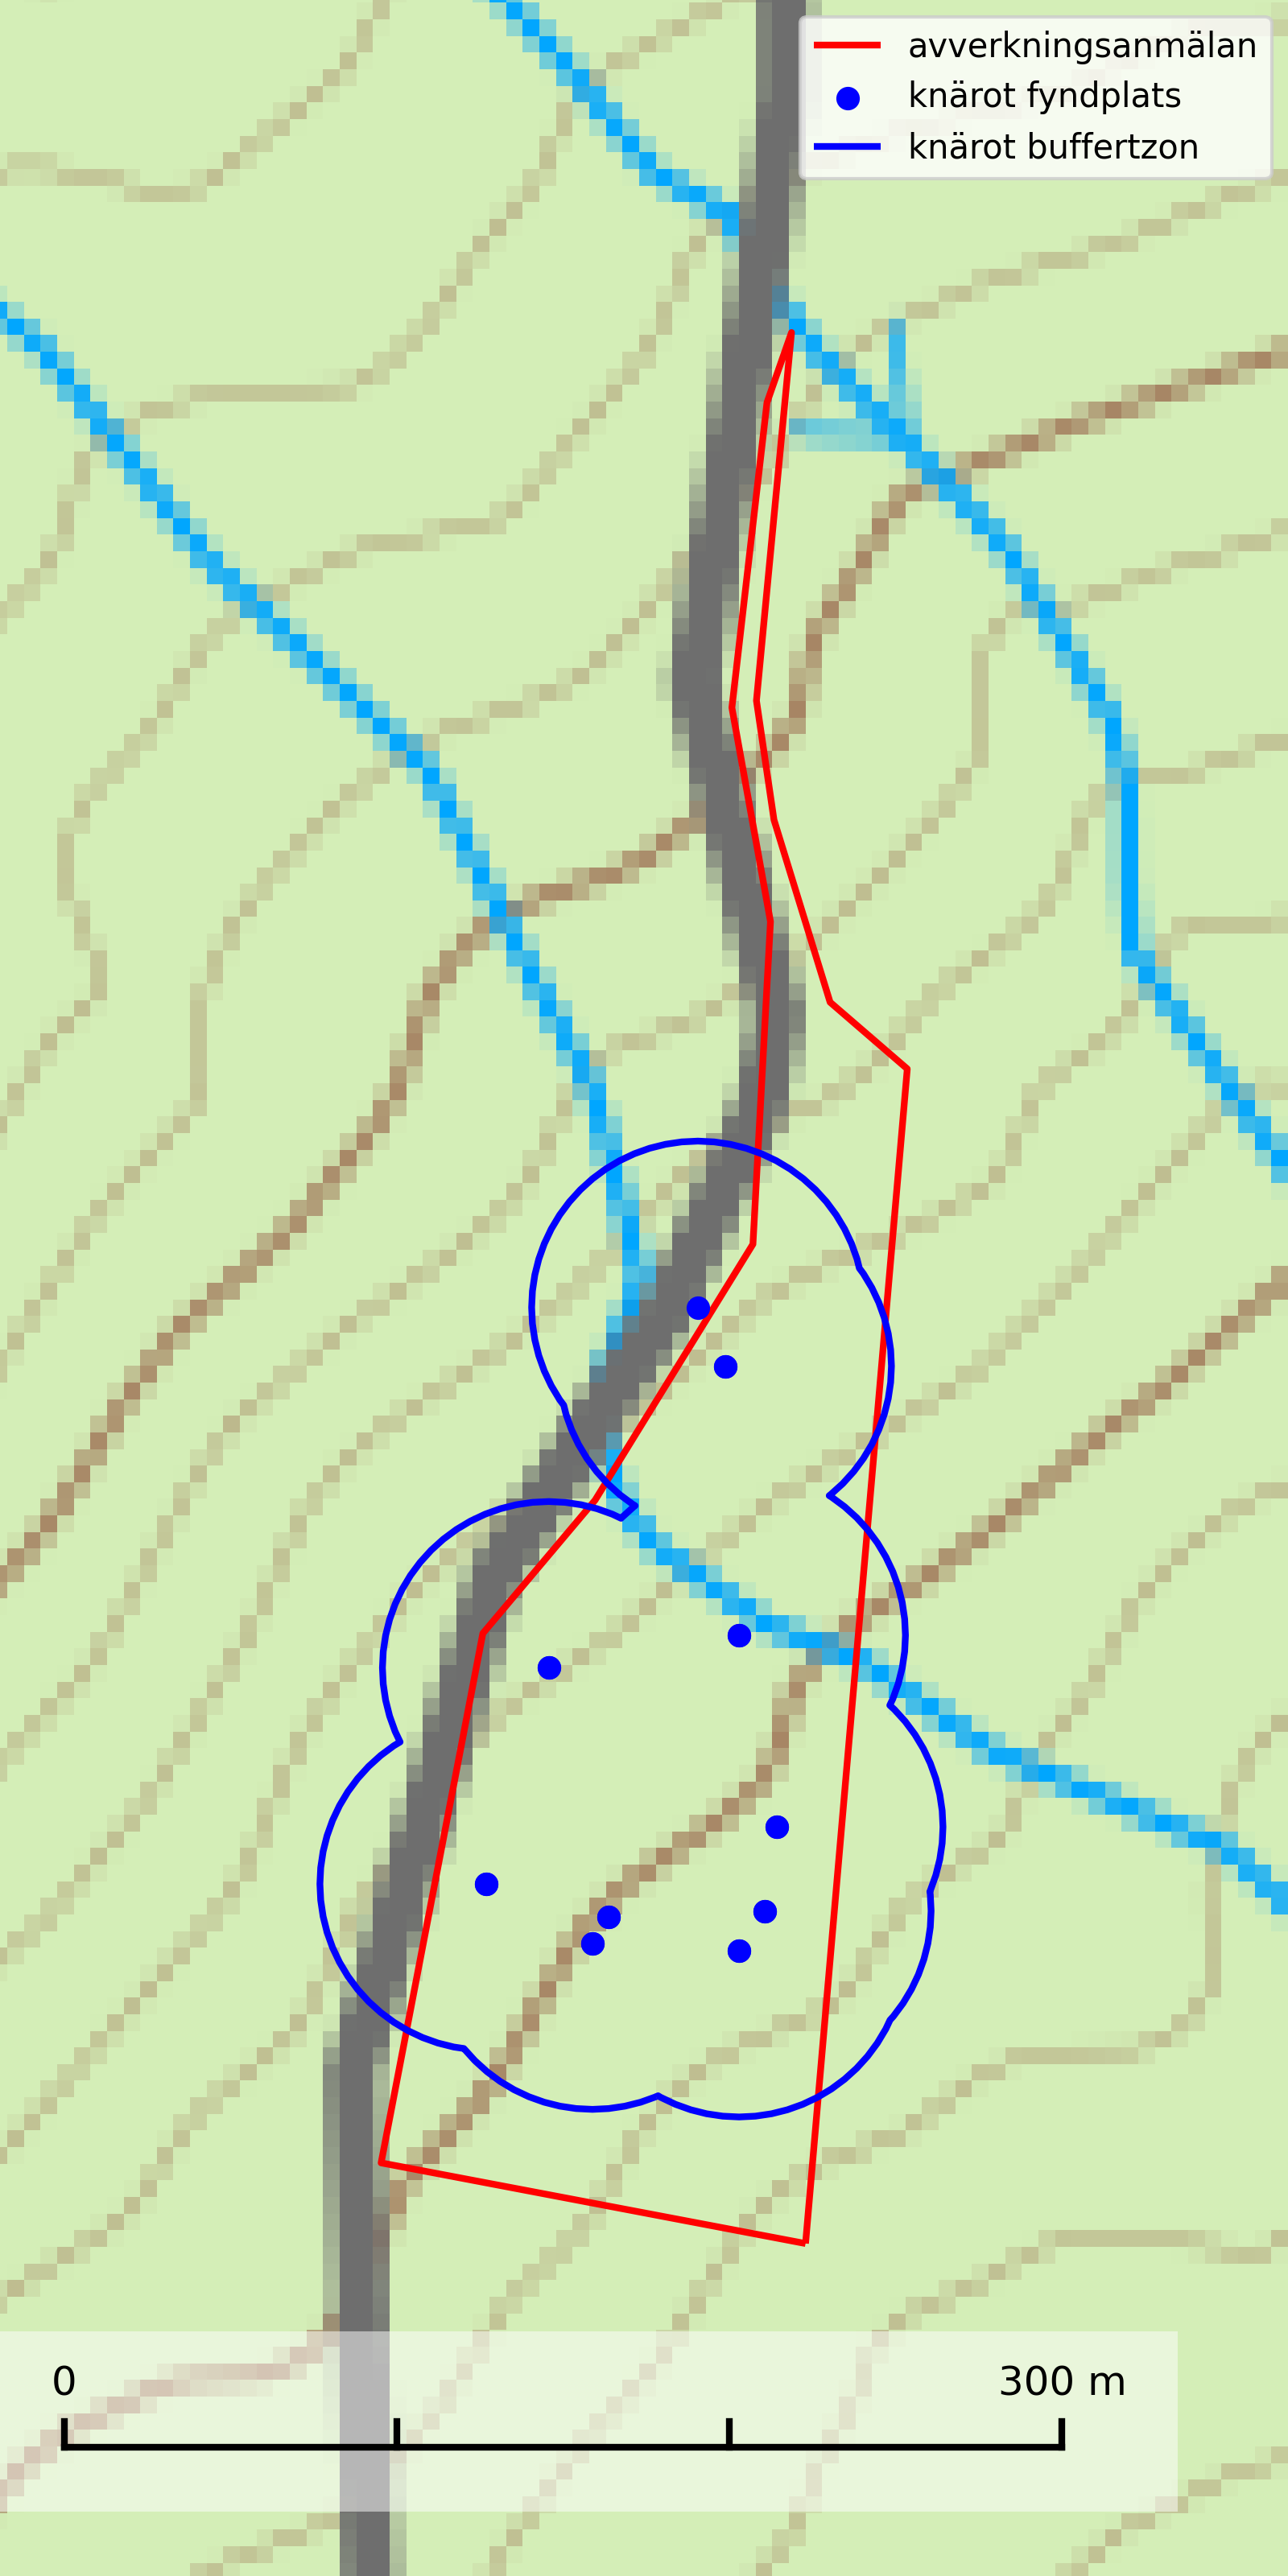 avverkningsanmälan
knärot fyndplats
knärot buffertzon
0 300 m